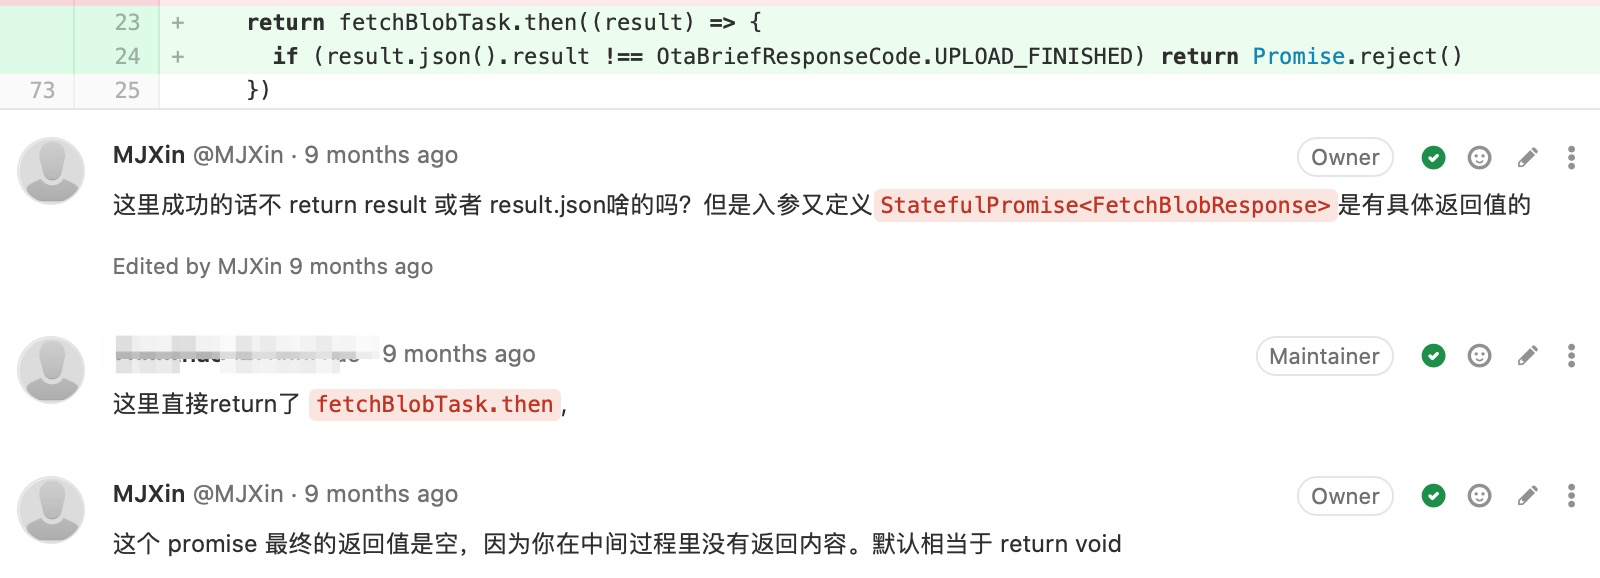 23 + return fetchBlobTask.then((result) => {
24 + if (result.json().result !== OtaBriefResponseCode.UPLOAD_FINISHED) return Promise.reject()
73 25 })
MJXin @MJXin · 9 months ago Owner
这里成功的话不 return result 或者 result.json啥的吗？但是入参又定义 StatefulPromise<FetchBlobResponse> 是有具体返回值的
Edited by MJXin 9 months ago
9 months ago Maintainer
这里直接return了 fetchBlobTask.then ,
MJXin @MJXin · 9 months ago Owner
这个 promise 最终的返回值是空，因为你在中间过程里没有返回内容。默认相当于 return void